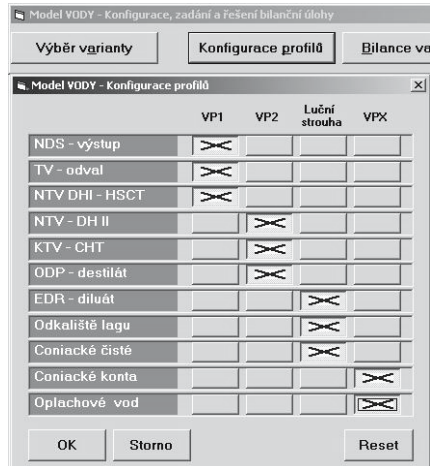 Model VODY - Konfigurace, zadání a řešení bilanční úlohy
Výběr varianty
Konfigurace profilů
Bilance va
Model VODY - Konfigurace profilů
VP1
VP2
Luční
strouha
VPX
NDS - výstup
TV - odval
NTV DHI - HSCT
NTV - DH II
KTV - CHT
ODP - destilát
EDR - diluát
Odkaliště lagu
Coniacké čisté
Coniacké konta
Oplachové vod
OK
Storno
Reset